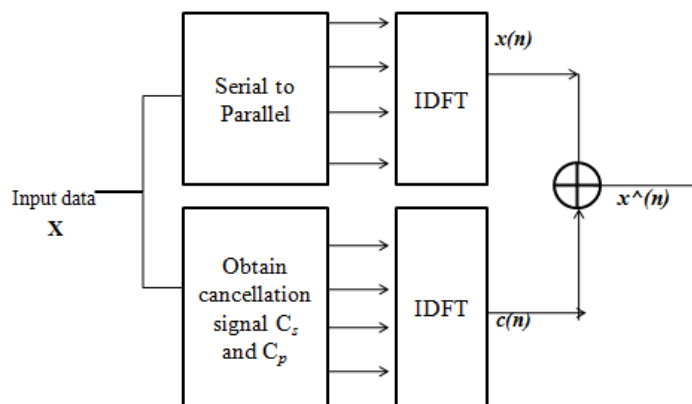 Serial to
Parallel
IDFT
x(n)
Input data
X
x^(n)
Obtain
cancellation
signal Cs
and Cp
IDFT
c(n)